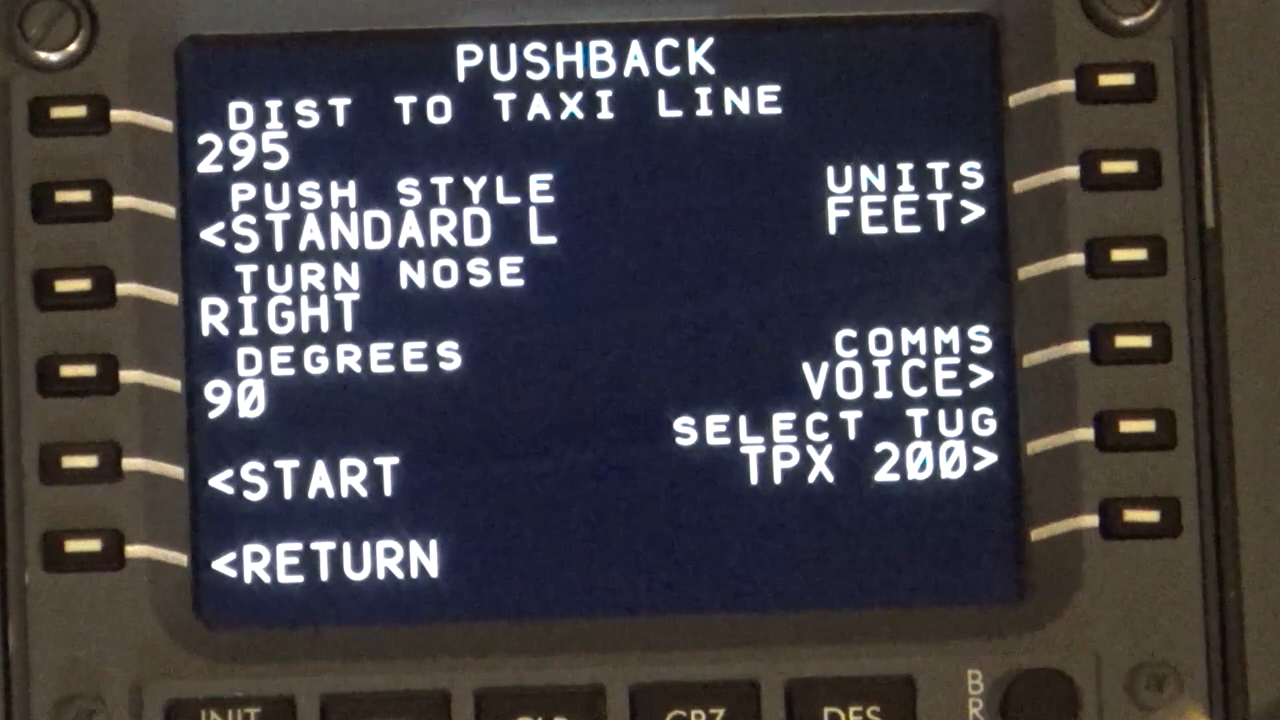 PUSHBACK
DIST TO TAXI LINE
295
PUSH STYLE UNITS
<STANDARD L FEET>
TURN NOSE
RIGHT
DEGREES COMMS
90 VOICE>
SELECT TUG
<START TPX 200>
<RETURN
INIT CRZ DES
BR